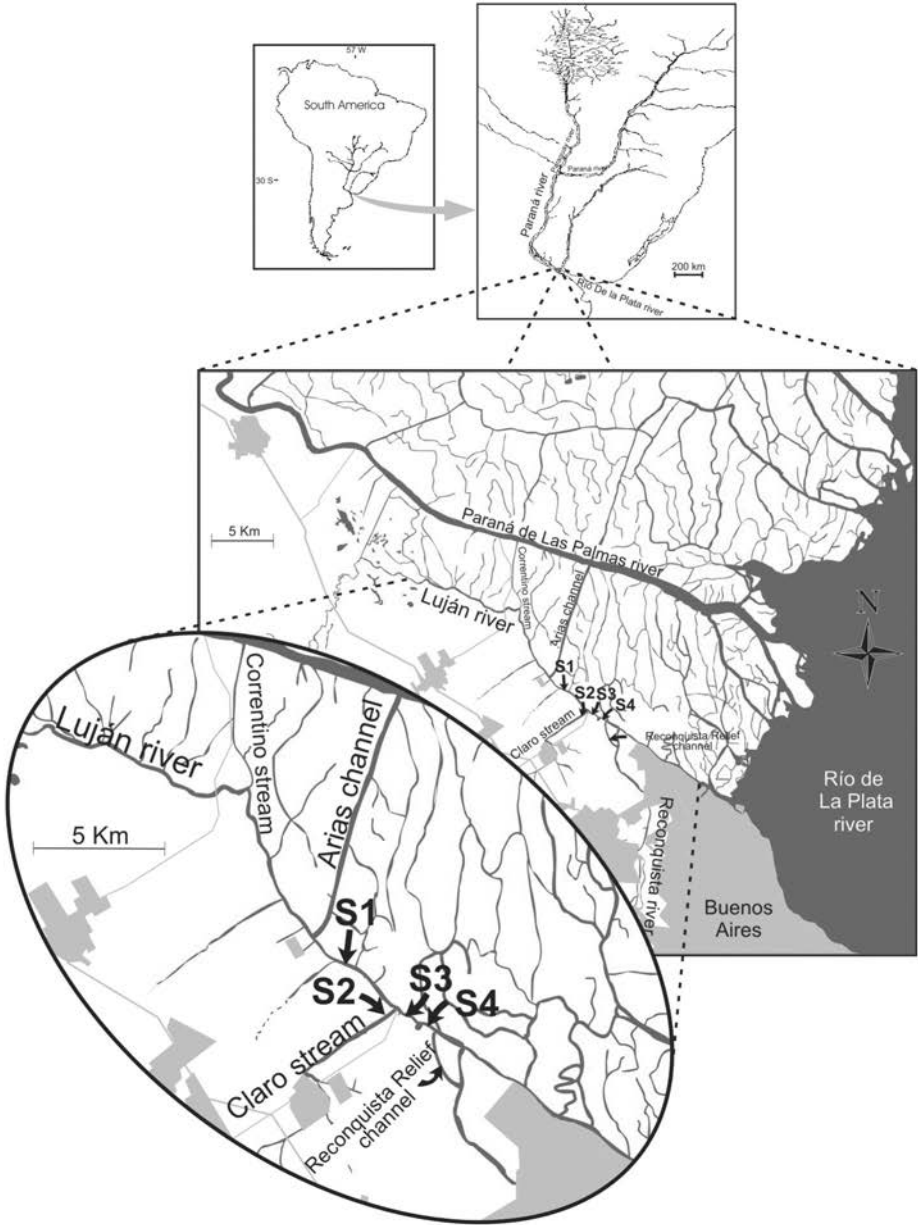 57 W
South America
30 S
Paraná river
Paraná river
200 km
Río De la Plata river
5 Km
Paraná de Las Palmas river
Correntino stream
Arias channel
Luján river
S1
S2
S3
S4
Claro stream
Reconquista Relief
channel
Reconquista river
N
Río de
La Plata
river
Buenos
Aires
Luján river
Correntino stream
Arias channel
5 Km
S1
S2
S3
S4
Claro stream
Reconquista Relief
channel